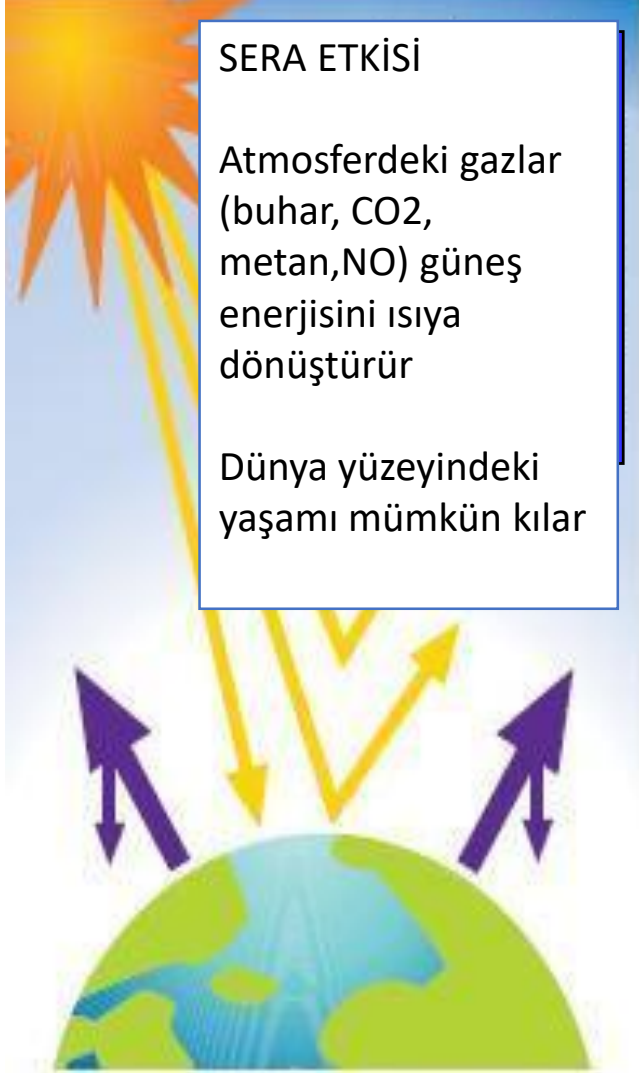 SERA ETKİSİ
Atmosferdeki gazlar
(buhar, CO2,
metan,NO) güneş
enerjisini ısıya
dönüştürür
Dünya yüzeyindeki
yaşamı mümkün kılar